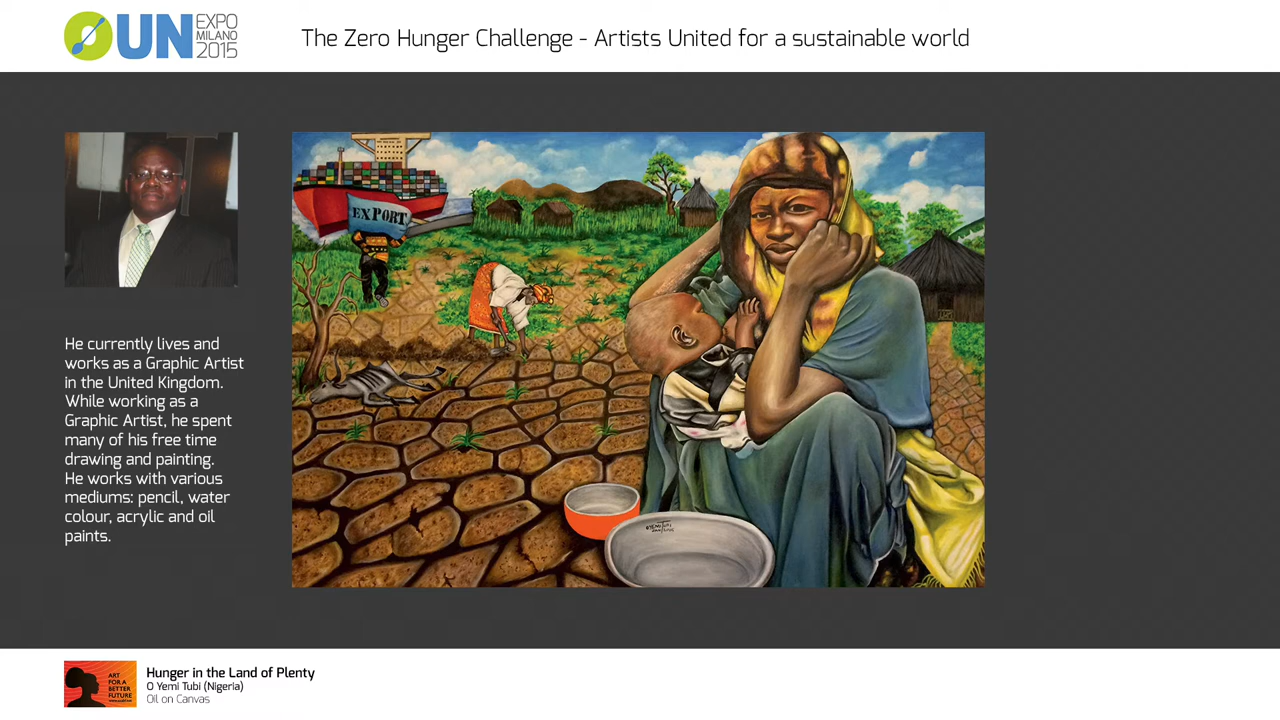 UN
EXPO
MILANO
2015
The Zero Hunger Challenge - Artists United for a sustainable world
EXPORT
He currently lives and
works as a Graphic Artist
in the United Kingdom.
While working as a
Graphic Artist, he spent
many of his free time
drawing and painting.
He works with various
mediums: pencil, water
colour, acrylic and oil
paints.
ART
FOR A
BETTER
FUTURE
Hunger in the Land of Plenty
O Yemi Tubi (Nigeria)
Oil on Canvas